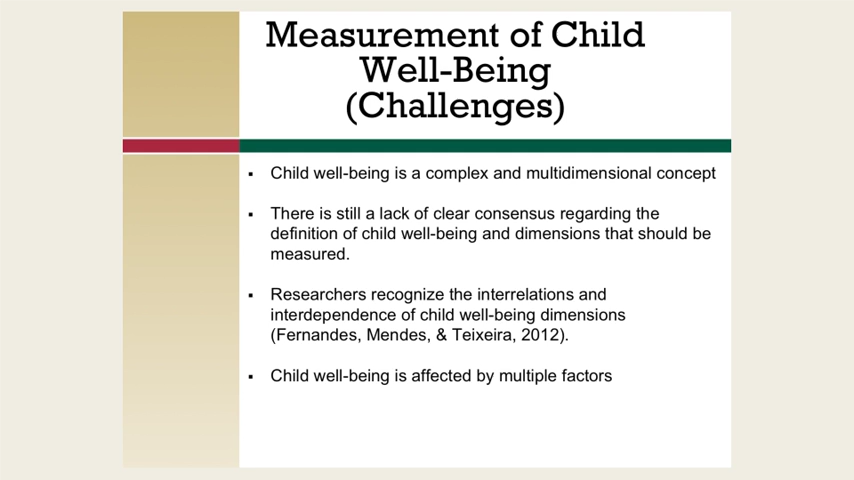 Measurement of Child
Well-Being
(Challenges)
▪ Child well-being is a complex and multidimensional concept
▪ There is still a lack of clear consensus regarding the
definition of child well-being and dimensions that should be
measured.
▪ Researchers recognize the interrelations and
interdependence of child well-being dimensions
(Fernandes, Mendes, & Teixeira, 2012).
▪ Child well-being is affected by multiple factors